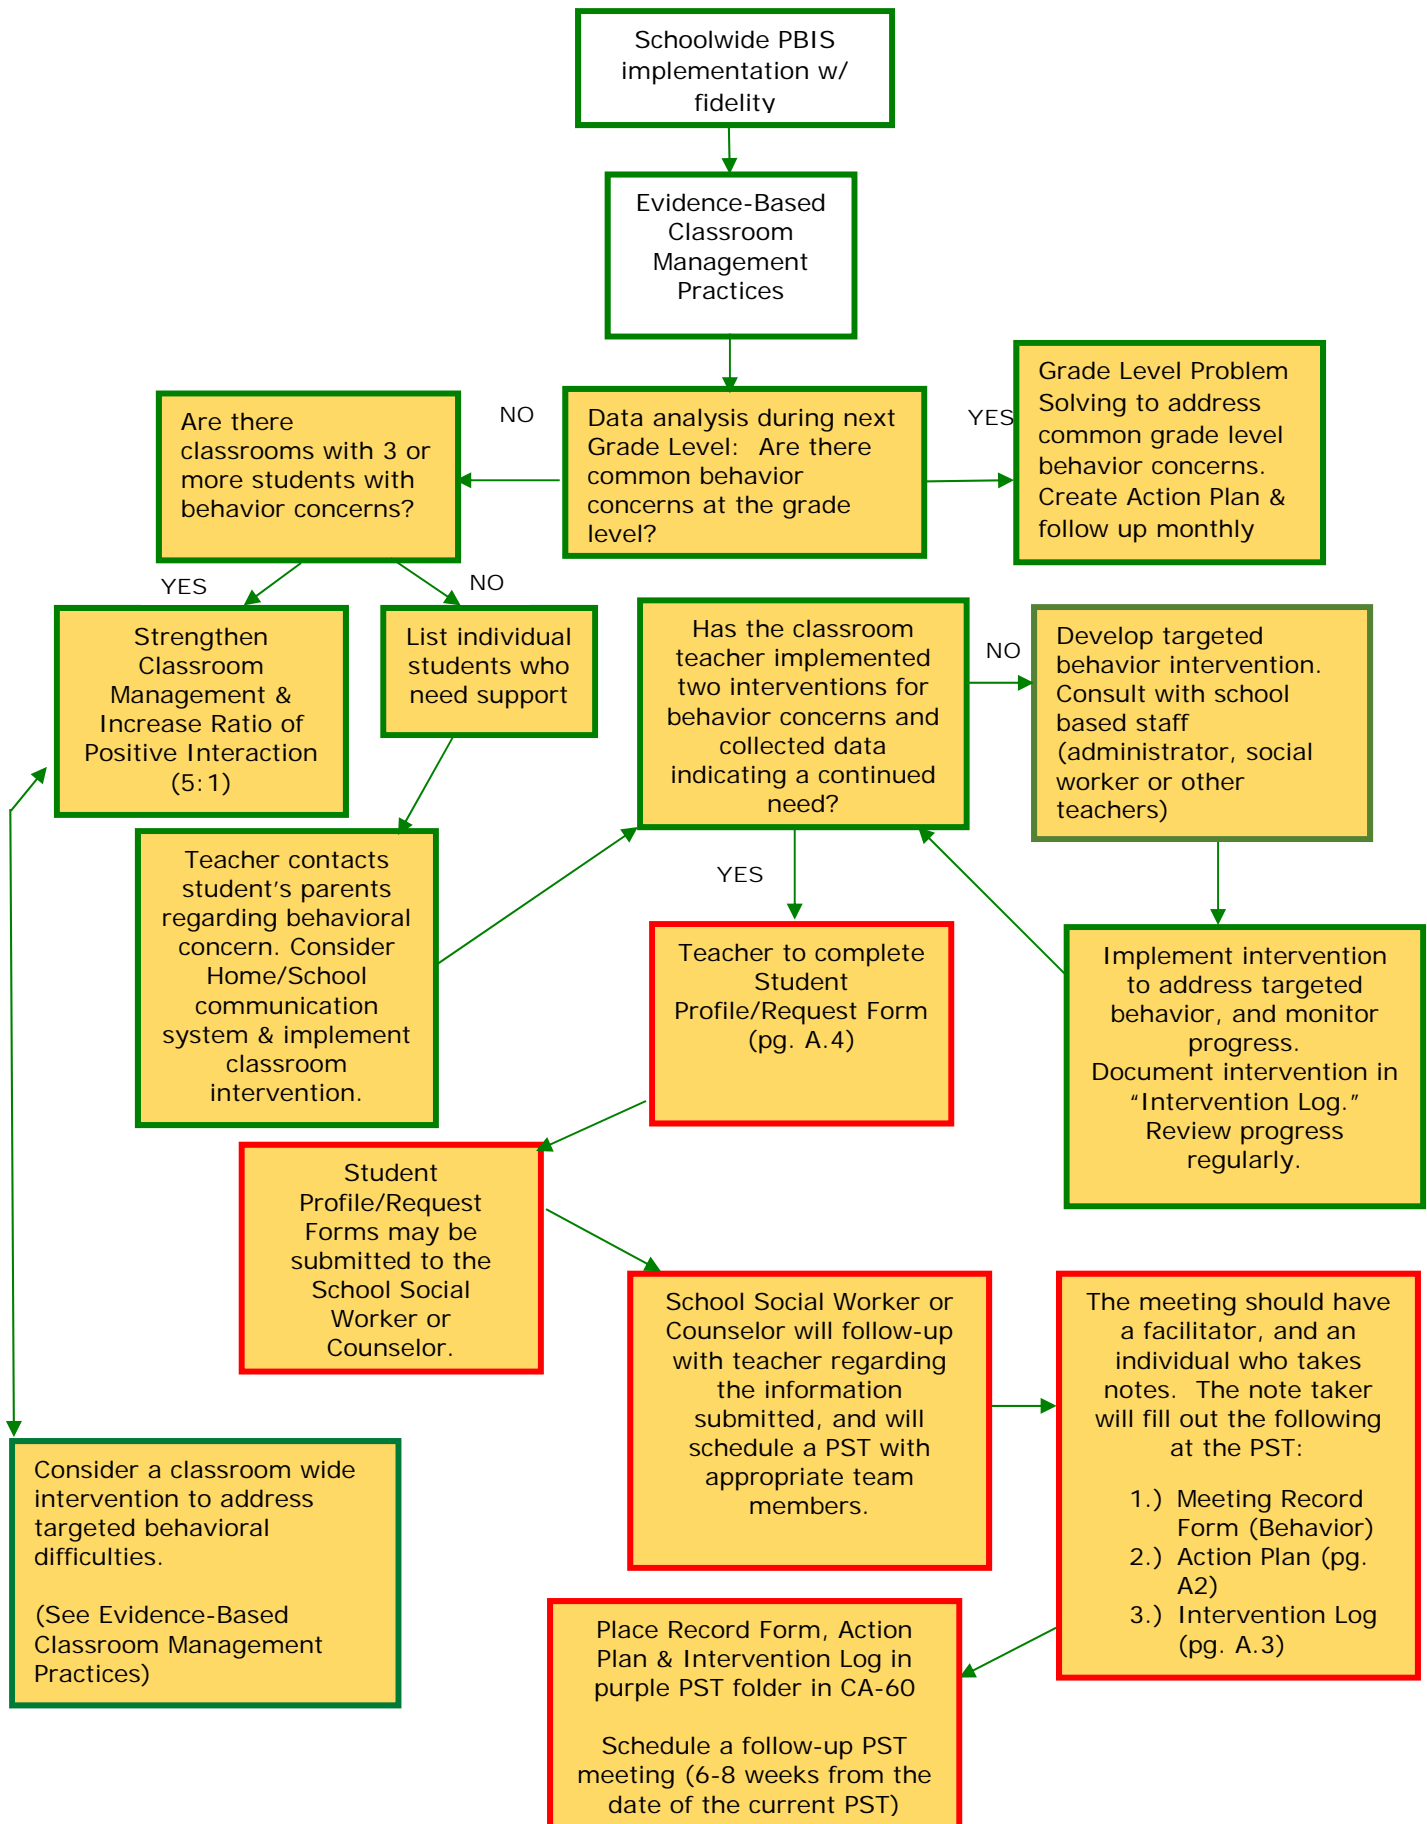 Schoolwide PBIS
implementation w/
fidelity
Evidence-Based
Classroom
Management
Practices
Grade Level Problem
Solving to address
common grade level
behavior concerns.
Create Action Plan &
follow up monthly
Are there
classrooms with 3 or
more students with
behavior concerns?
NO
Data analysis during next
Grade Level:  Are there
common behavior
concerns at the grade
level?
YES
YES
NO
Strengthen
Classroom
Management &
Increase Ratio of
Positive Interaction
(5:1)
List individual
students who
need support
Has the classroom
teacher implemented
two interventions for
behavior concerns and
collected data
indicating a continued
need?
NO
Develop targeted
behavior intervention.
Consult with school
based staff
(administrator, social
worker or other
teachers)
Teacher contacts
student's parents
regarding behavioral
concern. Consider
Home/School
communication
system & implement
classroom
intervention.
YES
Teacher to complete
Student
Profile/Request Form
(pg. A.4)
Implement intervention
to address targeted
behavior, and monitor
progress.
Document intervention in
"Intervention Log."
Review progress
regularly.
Student
Profile/Request
Forms may be
submitted to the
School Social
Worker or
Counselor.
School Social Worker or
Counselor will follow-up
with teacher regarding
the information
submitted, and will
schedule a PST with
appropriate team
members.
The meeting should have
a facilitator, and an
individual who takes
notes.  The note taker
will fill out the following
at the PST:
1.) Meeting Record
Form (Behavior)
2.) Action Plan (pg.
A2)
3.) Intervention Log
(pg. A.3)
Consider a classroom wide
intervention to address
targeted behavioral
difficulties.
(See Evidence-Based
Classroom Management
Practices)
Place Record Form, Action
Plan & Intervention Log in
purple PST folder in CA-60
Schedule a follow-up PST
meeting (6-8 weeks from the
date of the current PST)